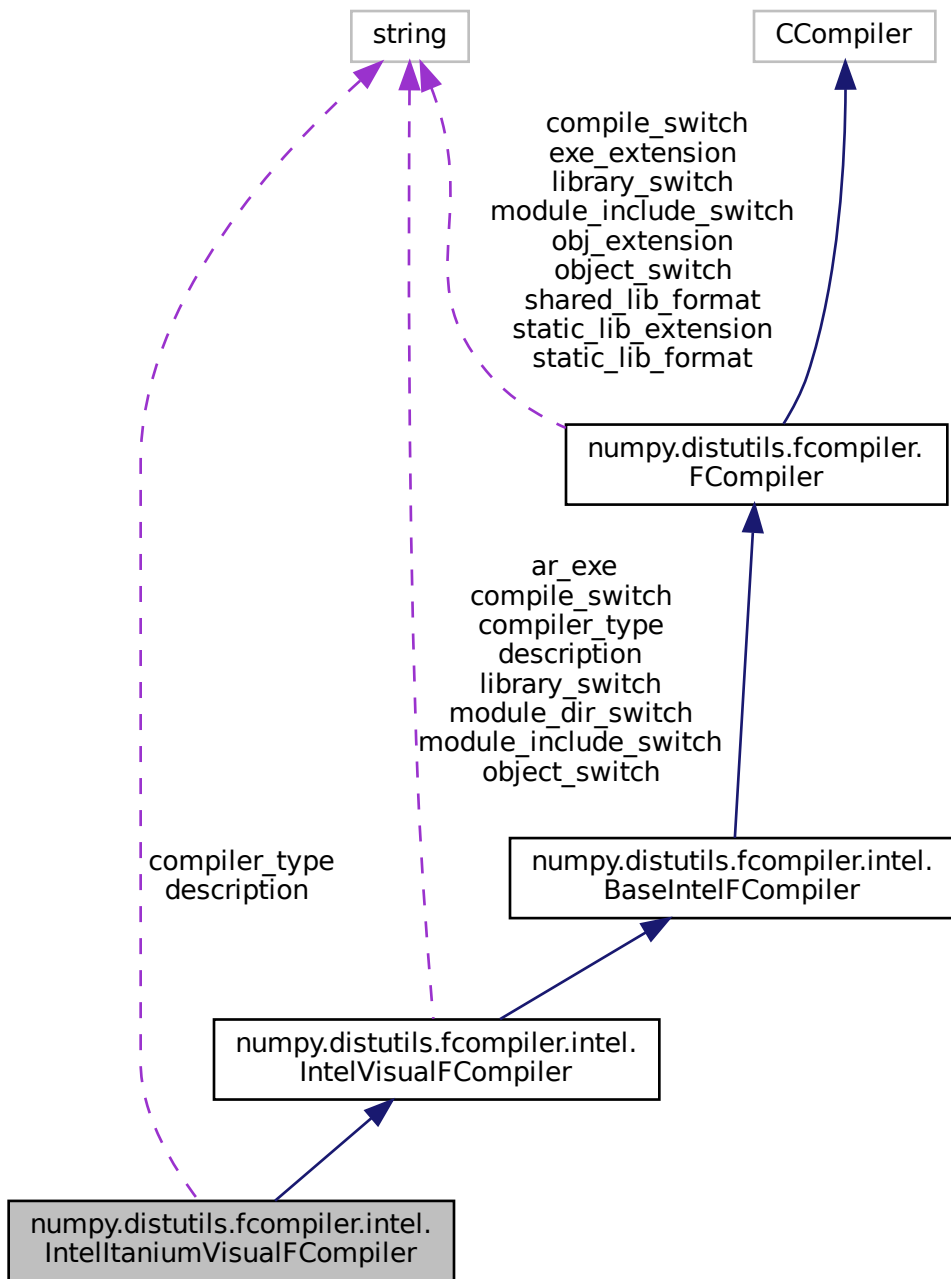 string
CCompiler
compile_switch
exe_extension
library_switch
module_include_switch
obj_extension
object_switch
shared_lib_format
static_lib_extension
static_lib_format
numpy.distutils.fcompiler.
FCompiler
ar_exe
compile_switch
compiler_type
description
library_switch
module_dir_switch
module_include_switch
object_switch
compiler_type
description
numpy.distutils.fcompiler.intel.
BaseIntelFCompiler
numpy.distutils.fcompiler.intel.
IntelVisualFCompiler
numpy.distutils.fcompiler.intel.
IntelItaniumVisualFCompiler